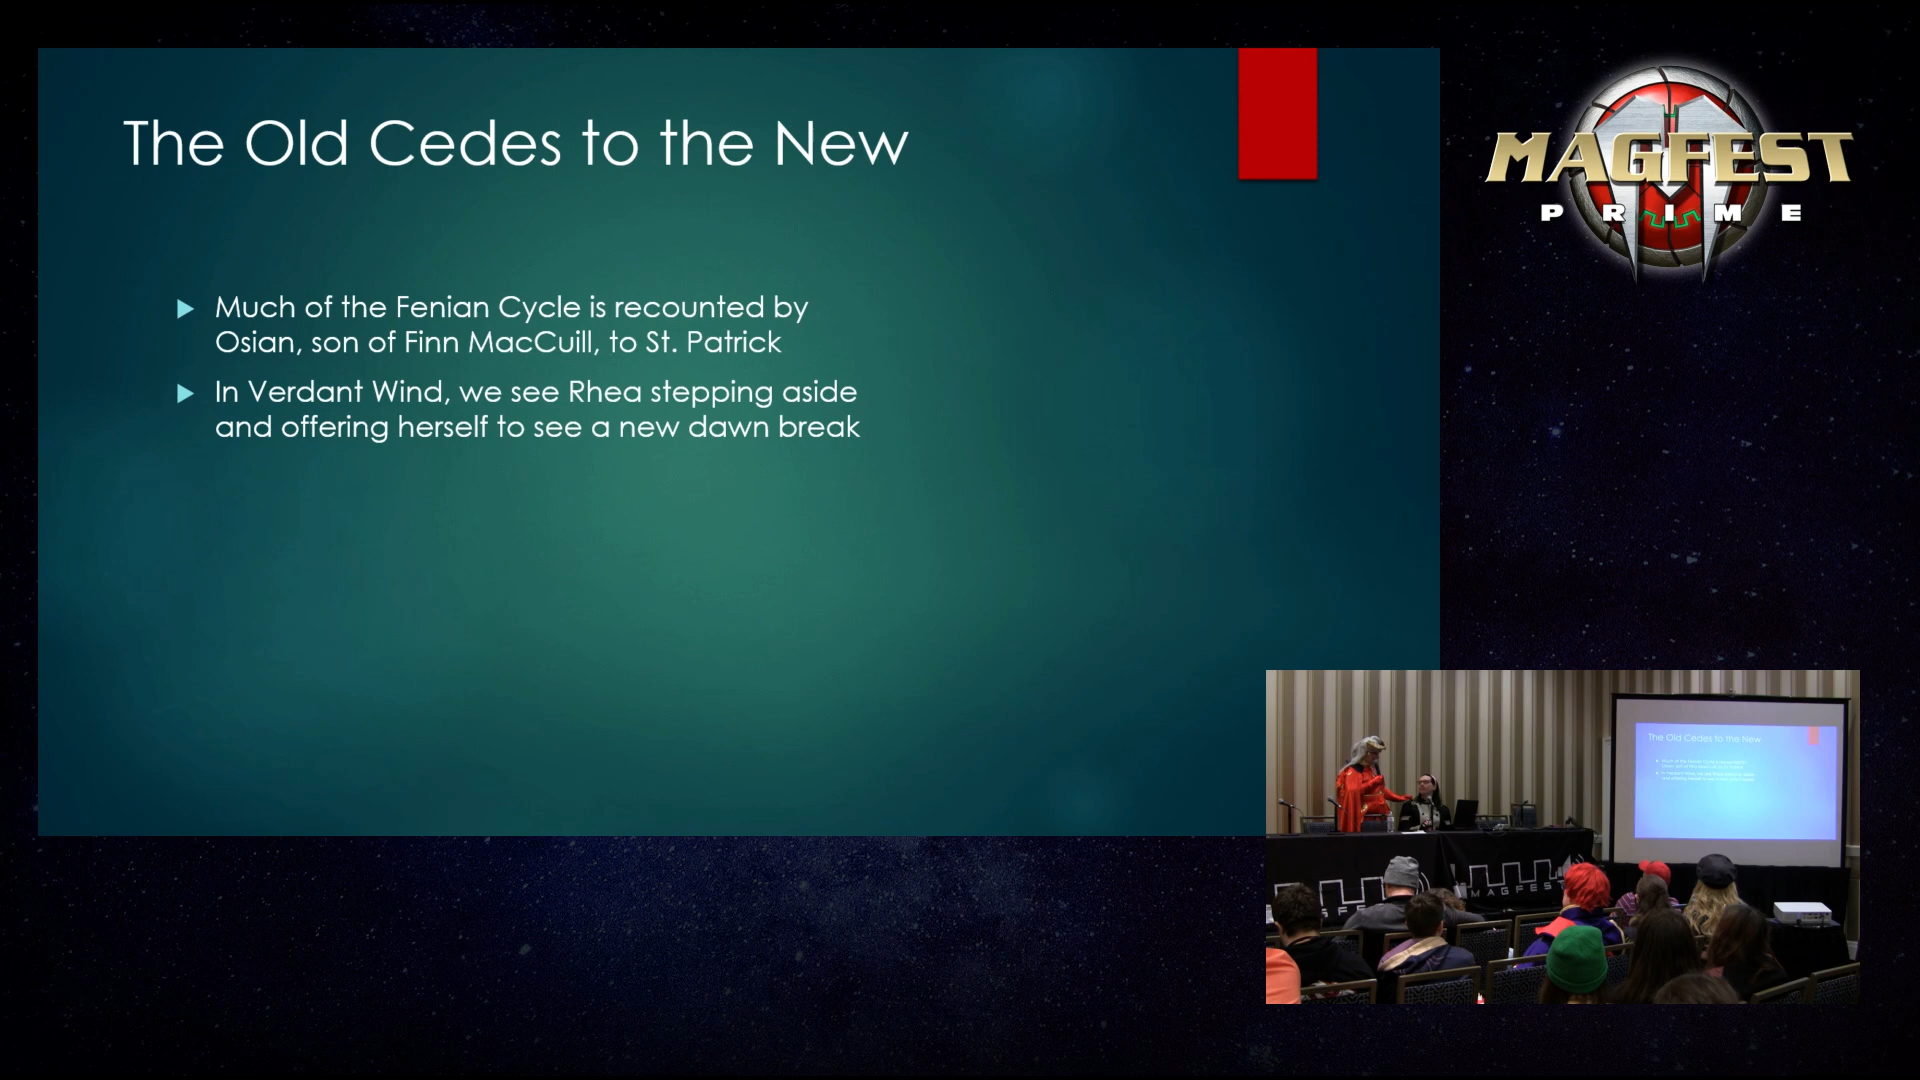 The Old Cedes to the New
Much of the Fenian Cycle is recounted by
Osian, son of Finn MacCuill, to St. Patrick
In Verdant Wind, we see Rhea stepping aside
and offering herself to see a new dawn break
MAGFEST
PRIME
The Old Cedes to the New
MAGFEST